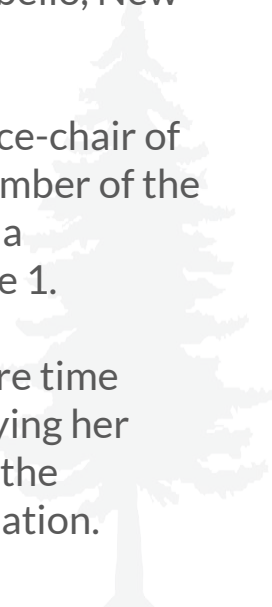 bello, New
ce-chair of
mber of the
a
e 1.
re time
ying her
the
ation.